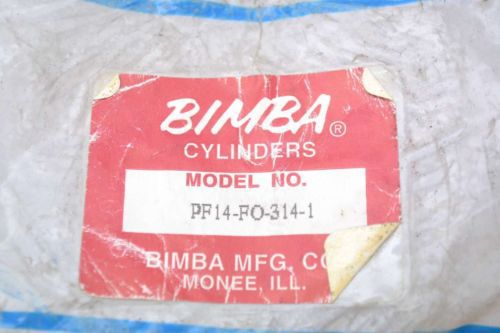 BIMBA®
CYLINDERS
MODEL NO.
PF14-FO-314-1
BIMBA MFG. CO.
MONEE, ILL.